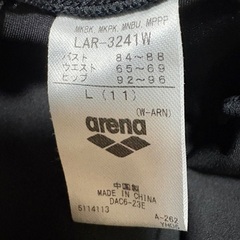 MKBK, MKPK, MNBU, MPPP
LAR-3241W
バスト 84~88
ウエスト 65~69
ヒップ 92~96
L (11)
(W-ARN)
arena
中国製
MADE IN CHINA
DAC6-23E
5114113
A-262